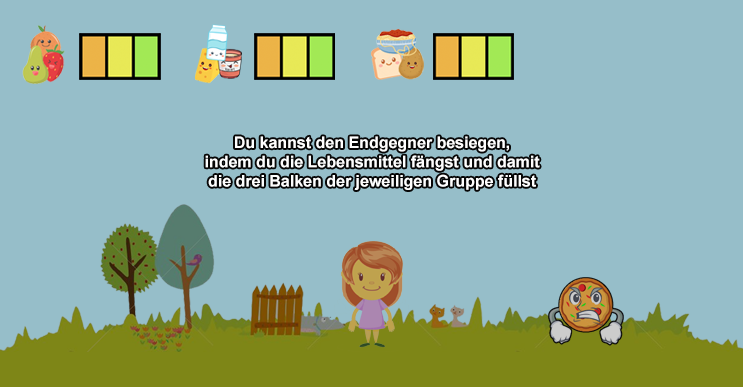 Du kannst den Endgegner besiegen,
indem du die Lebensmittel fängst und damit
die drei Balken der jeweiligen Gruppe füllst